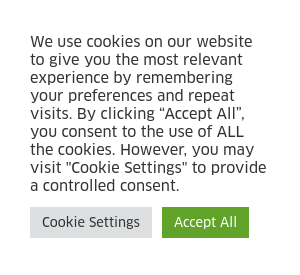 We use cookies on our website
to give you the most relevant
experience by remembering
your preferences and repeat
visits. By clicking “Accept All”,
you consent to the use of ALL
the cookies. However, you may
visit "Cookie Settings" to provide
a controlled consent.
Cookie Settings
Accept All